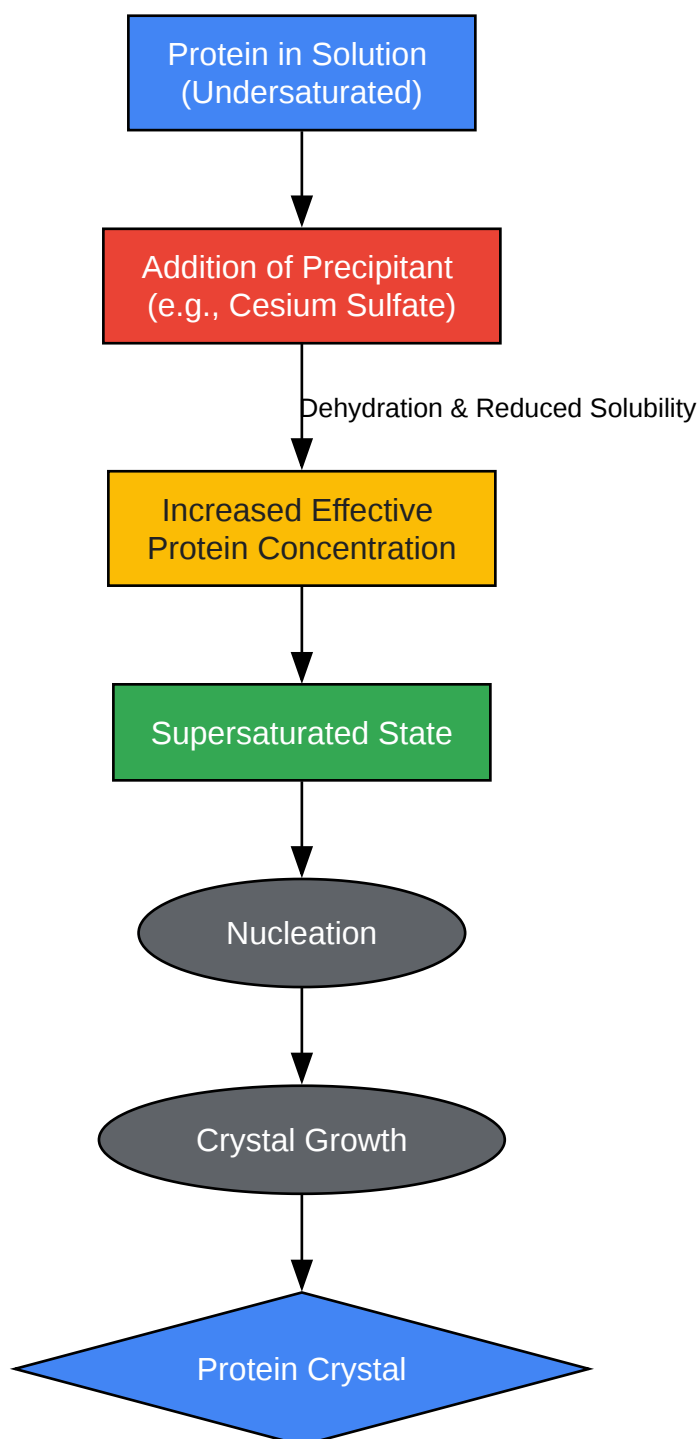 Protein in Solution
(Undersaturated)
Addition of Precipitant
(e.g., Cesium Sulfate)
Dehydration & Reduced Solubility
Increased Effective
Protein Concentration
Supersaturated State
Nucleation
Crystal Growth
Protein Crystal